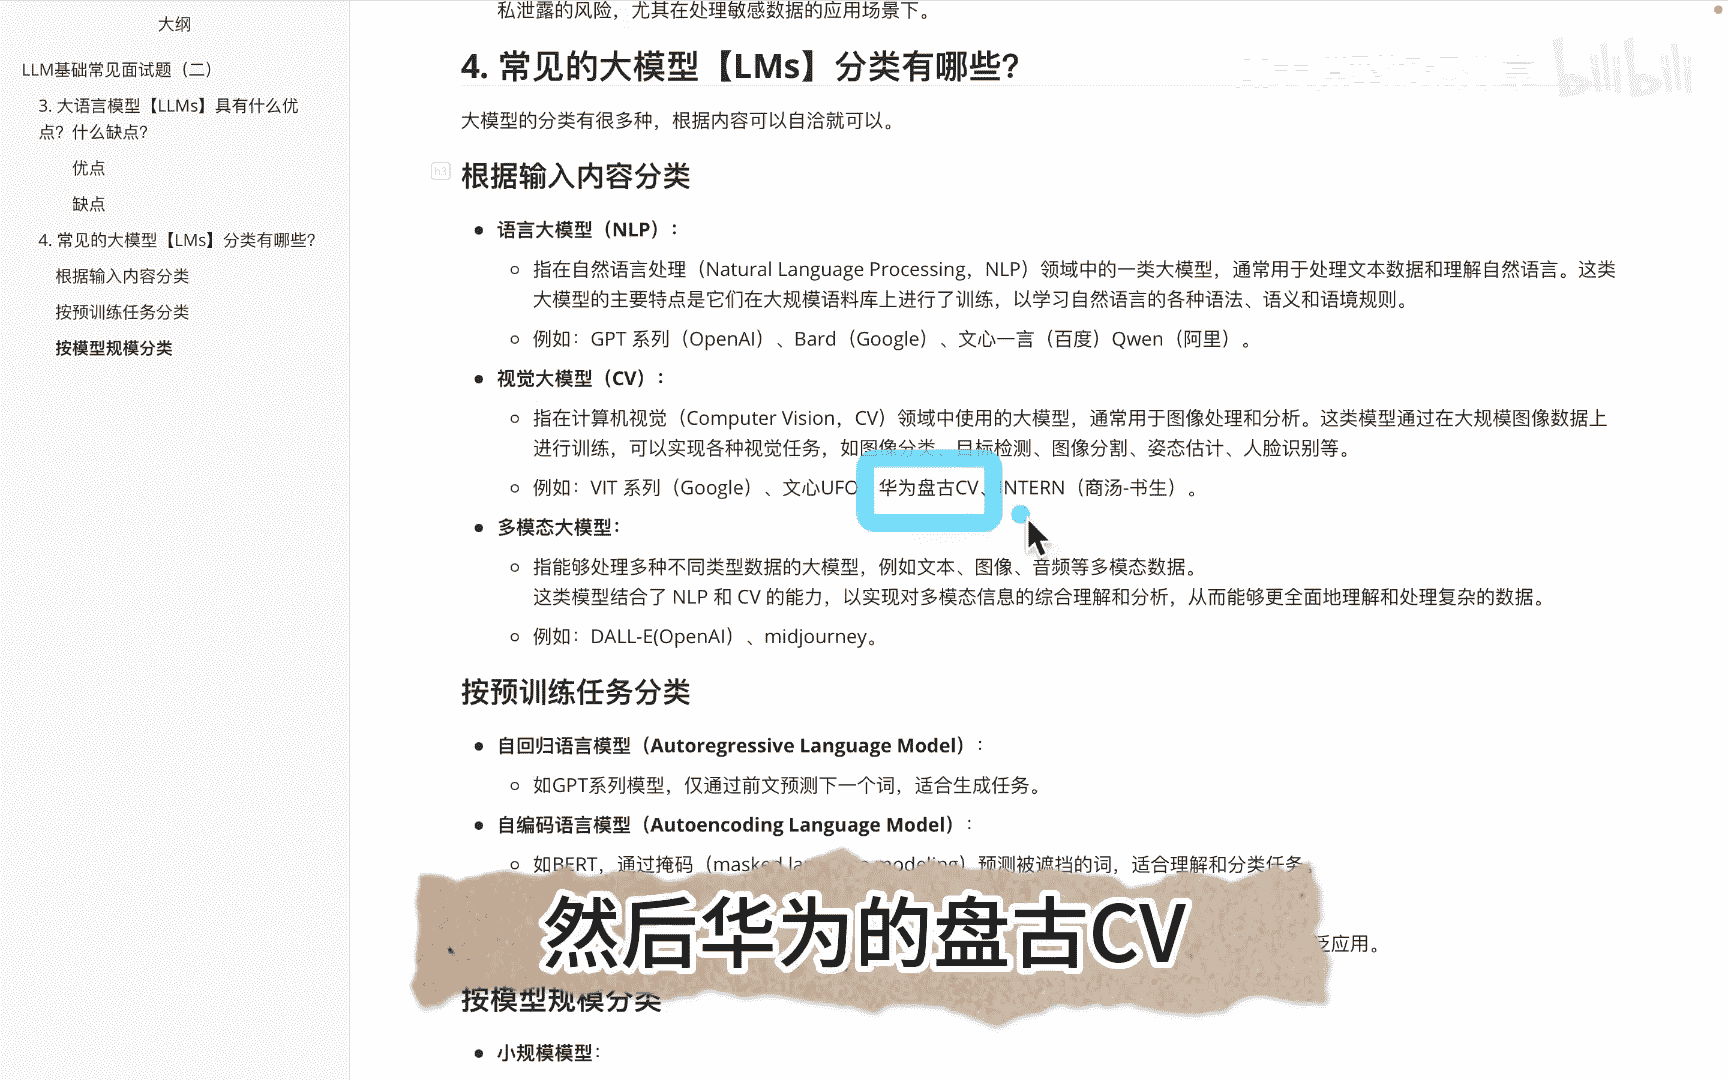 大纲
LLM基础常见面试题（二）
3. 大语言模型【LLMs】具有什么优
点？什么缺点？
优点
缺点
4. 常见的大模型【LMs】分类有哪些？
根据输入内容分类
按预训练任务分类
按模型规模分类
私泄露的风险，尤其在处理敏感数据的应用场景下。
4. 常见的大模型【LMs】分类有哪些？
bilibili
大模型的分类有很多种，根据内容可以自洽就可以。
h3
根据输入内容分类
语言大模型（NLP）：
指在自然语言处理（Natural Language Processing，NLP）领域中的一类大模型，通常用于处理文本数据和理解自然语言。这类
大模型的主要特点是它们在大规模语料库上进行了训练，以学习自然语言的各种语法、语义和语境规则。
例如：GPT 系列（OpenAI）、Bard（Google）、文心一言（百度）Qwen（阿里）。
视觉大模型（CV）：
指在计算机视觉（Computer Vision，CV）领域中使用的大模型，通常用于图像处理和分析。这类模型通过在大规模图像数据上
进行训练，可以实现各种视觉任务，如图像分类、目标检测、图像分割、姿态估计、人脸识别等。
例如：VIT 系列（Google）、文心UFO 华为盘古CV、INTERN（商汤-书生）。
多模态大模型：
指能够处理多种不同类型数据的大模型，例如文本、图像、音频等多模态数据。
这类模型结合了 NLP 和 CV 的能力，以实现对多模态信息的综合理解和分析，从而能够更全面地理解和处理复杂的数据。
例如：DALL-E(OpenAI）、midjourney。
按预训练任务分类
自回归语言模型（Autoregressive Language Model）：
如GPT系列模型，仅通过前文预测下一个词，适合生成任务。
自编码语言模型（Autoencoding Language Model）：
如BERT，通过掩码（masked language modeling）预测被遮挡的词，适合理解和分类任务。
泛应用。
然后华为的盘古CV
按模型规模分类
小规模模型：